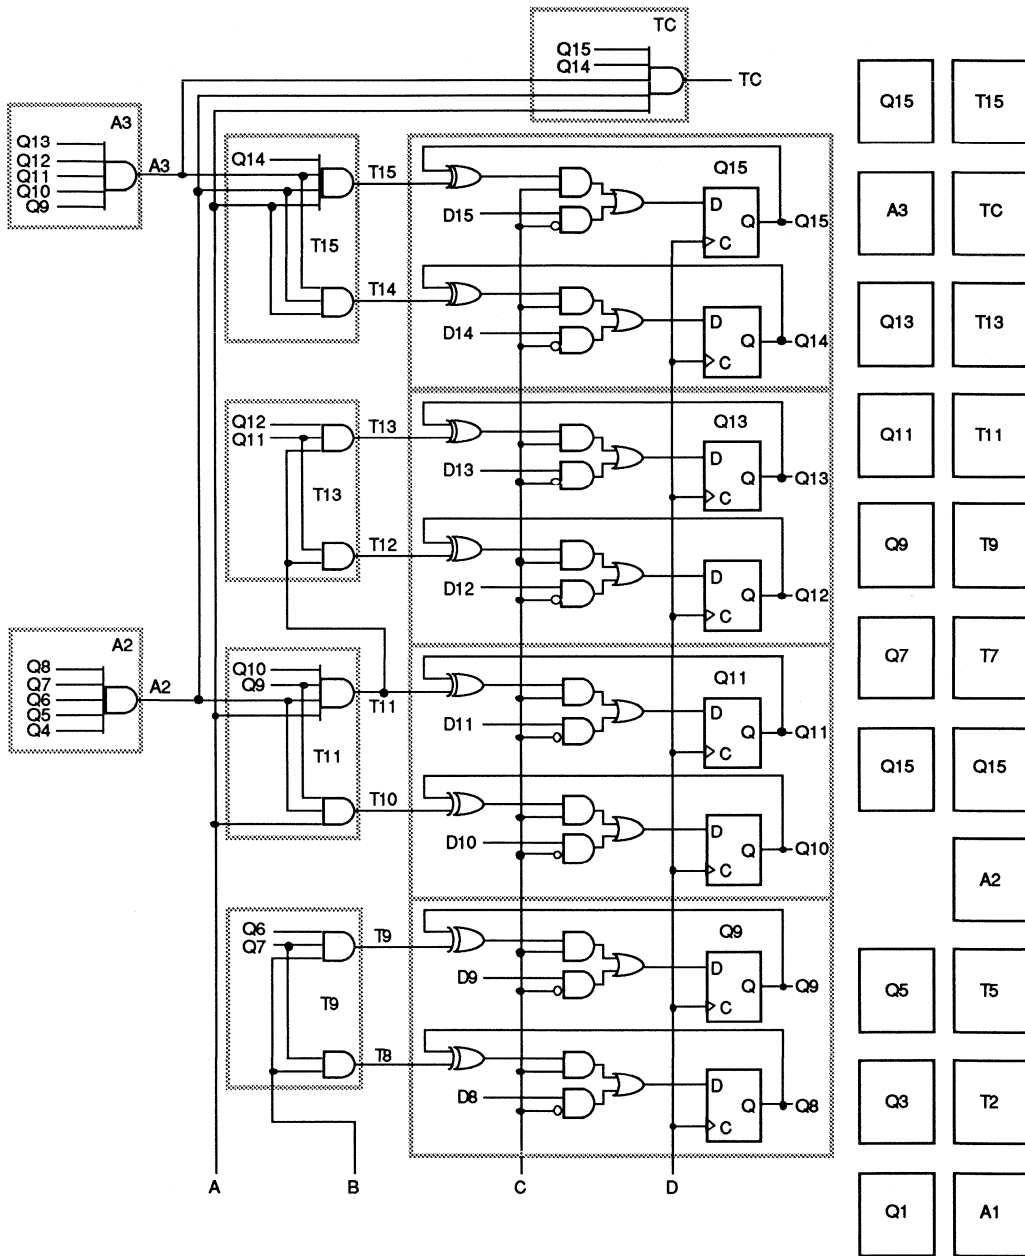 TC
Q15
Q14
TC
A3
Q13
Q12
Q11
Q10
Q9
A3
Q14
T15
T15
T14
Q15
D15
D
Q
C
Q15
D14
D
Q
C
Q14
Q12
Q11
T13
T13
T12
Q13
D13
D
Q
C
Q13
D12
D
Q
C
Q12
A2
Q8
Q7
Q6
Q5
Q4
A2
Q10
Q9
T11
T11
T10
Q11
D11
D
Q
C
Q11
D10
D
Q
C
Q10
Q6
Q7
T9
T9
T8
Q9
D9
D
Q
C
Q9
D8
D
Q
C
Q8
A B C D
Q15 T15
A3 TC
Q13 T13
Q11 T11
Q9 T9
Q7 T7
Q15 Q15
A2
Q5 T5
Q3 T2
Q1 A1